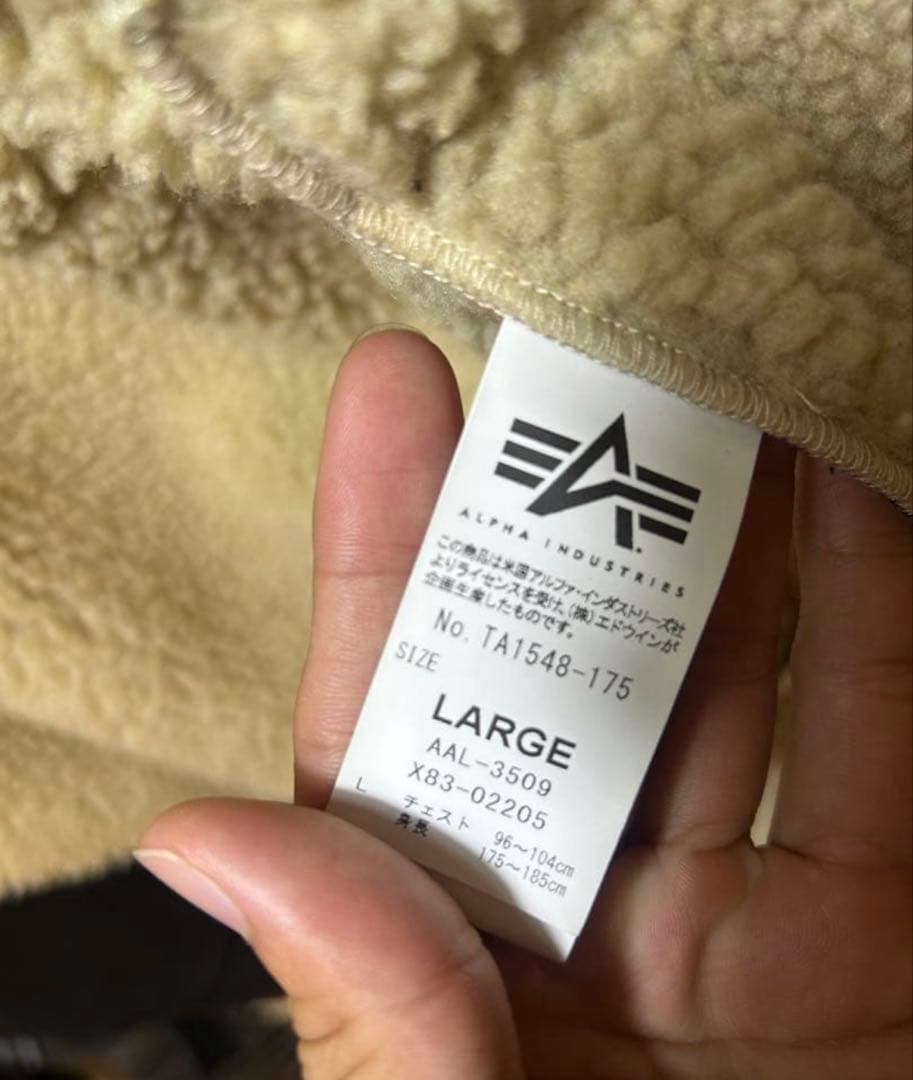 ALPHA INDUSTRIES
この商品は米国アルファ・インダストリーズ社
よりライセンスを受け、(株)エドウインが
企画生産したものです。
No. TA1548-175
SIZE
LARGE
AAL-3509
X83-02205
L チェスト 96～104cm
身長 175～185cm